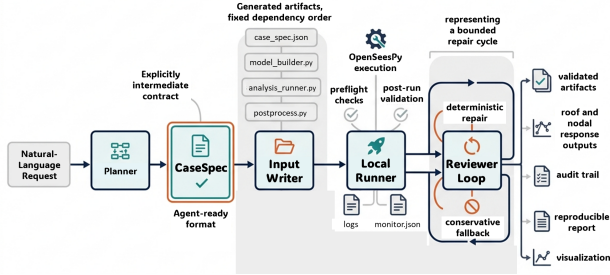 Generated artifacts,
fixed dependency order
case_spec.json
model_builder.py
analysis_runner.py
postprocess.py
Explicitly
intermediate
contract
OpenSeesPy
execution
preflight
checks
post-run
validation
representing
a bounded
repair cycle
deterministic
repair
Natural-
Language
Request
Planner
CaseSpec
Agent-ready
format
Input
Writer
Local
Runner
logs
monitor.json
Reviewer
Loop
conservative
fallback
validated
artifacts
roof and
nodal
response
outputs
audit trail
reproducible
report
visualization